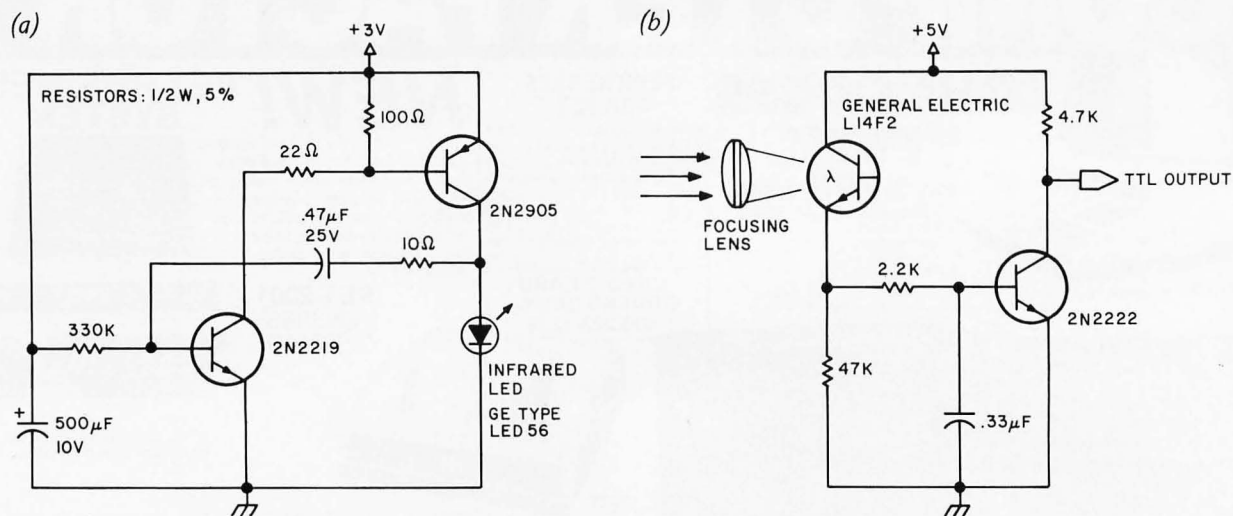 (a)
+3V
RESISTORS: 1/2 W, 5%
100Ω
22Ω
2N2905
.47μF
25V
10Ω
330K
2N2219
INFRARED
LED
GE TYPE
LED 56
+
500μF
10V
(b)
+5V
GENERAL ELECTRIC
L14F2
4.7K
λ
TTL OUTPUT
FOCUSING
LENS
2.2K
2N2222
47K
.33μF